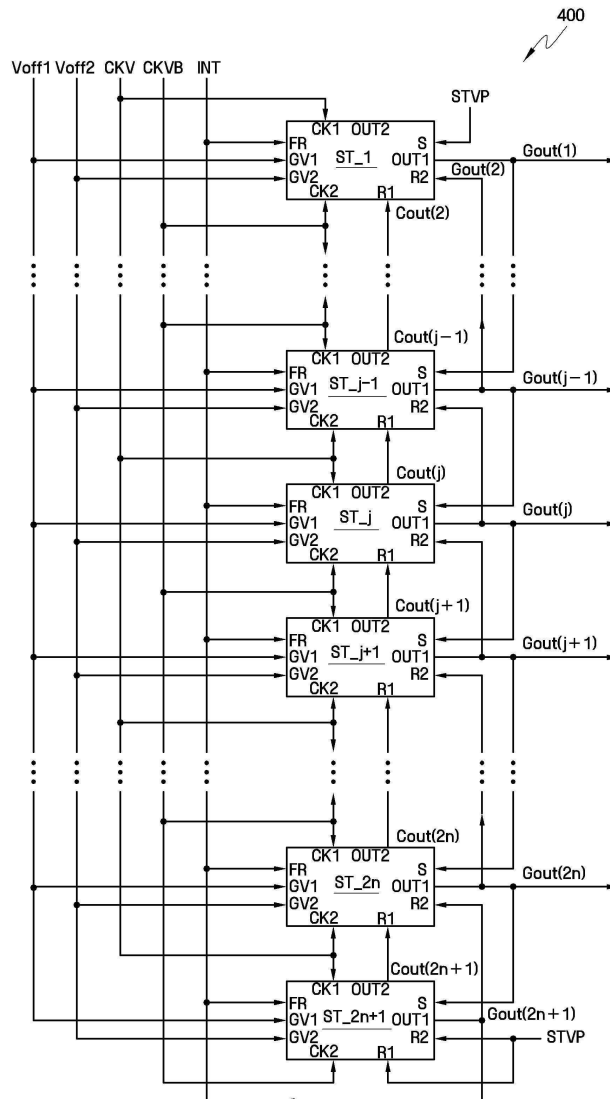 400
Voff1 Voff2 CKV CKVB INT
STVP
CK1 OUT2
FR S
GV1 ST_1 OUT1 Gout(1)
GV2 R2 Gout(2)
CK2 R1
Cout(2)
Cout(j-1)
CK1 OUT2
FR S
GV1 ST_j-1 OUT1 Gout(j-1)
GV2 R2
CK2 R1
Cout(j)
CK1 OUT2
FR S
GV1 ST_j OUT1 Gout(j)
GV2 R2
CK2 R1
Cout(j+1)
CK1 OUT2
FR S
GV1 ST_j+1 OUT1 Gout(j+1)
GV2 R2
CK2 R1
Cout(2n)
CK1 OUT2
FR S
GV1 ST_2n OUT1 Gout(2n)
GV2 R2
CK2 R1
Cout(2n+1)
CK1 OUT2
FR S
GV1 ST_2n+1 OUT1 Gout(2n+1)
GV2 R2 STVP
CK2 R1